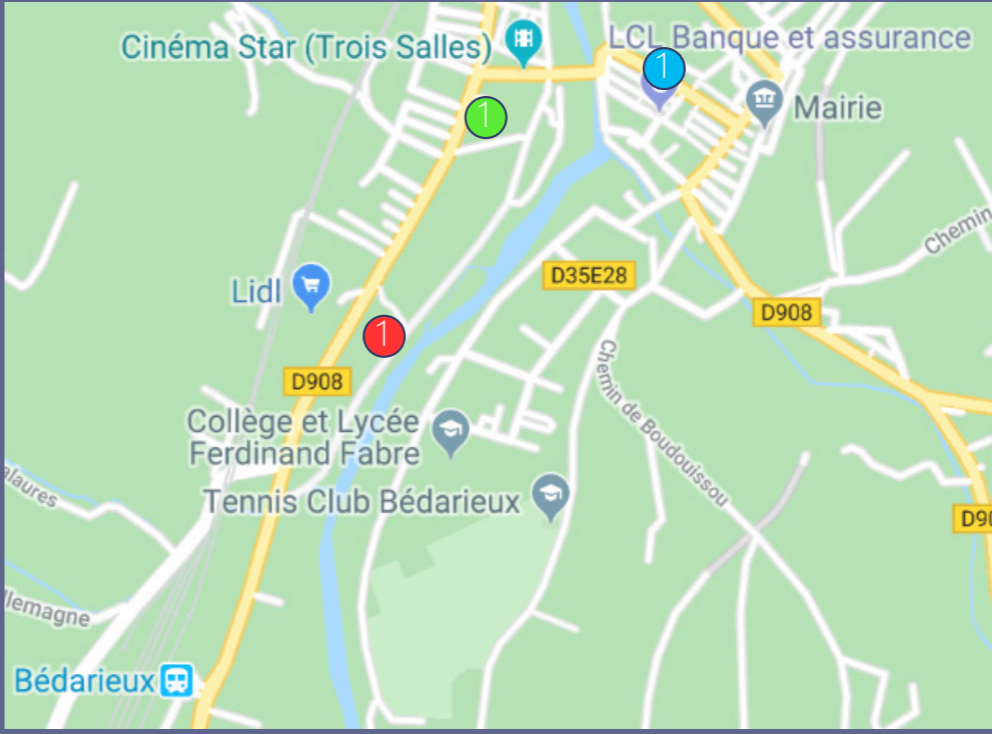 Cinéma Star (Trois Salles)
LCL Banque et assurance
1
1
Mairie
Chemin
D35E28
Lidl
D908
1
D908
Chemin de Boudouissou
Collège et Lycée
Ferdinand Fabre
alaures
Tennis Club Bédarieux
D90
llemagne
Bédarieux